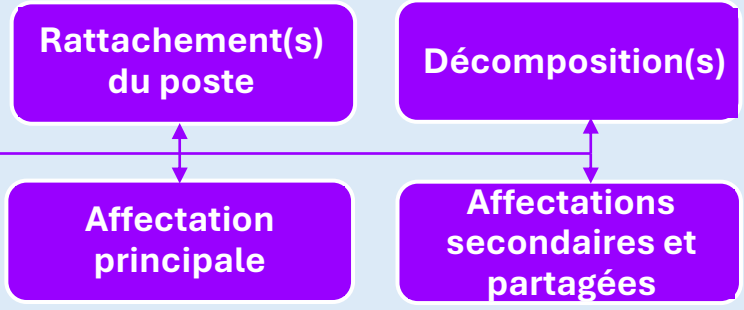 Rattachement(s)
du poste
Décomposition(s)
Affectation
principale
Affectations
secondaires et
partagées